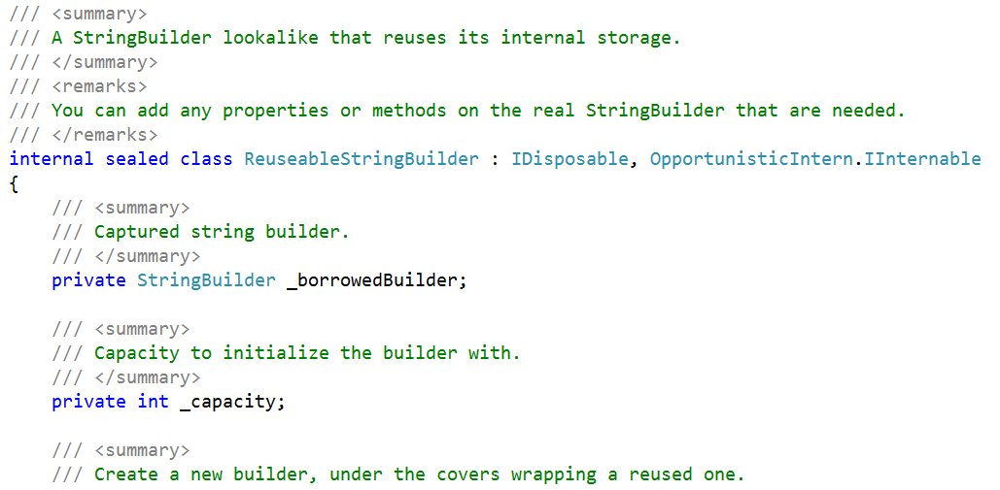 /// <summary>
/// A StringBuilder lookalike that reuses its internal storage.
/// </summary>
/// <remarks>
/// You can add any properties or methods on the real StringBuilder that are needed.
/// </remarks>
internal sealed class ReuseableStringBuilder : IDisposable, OpportunisticIntern.IInternable
{
    /// <summary>
    /// Captured string builder.
    /// </summary>
    private StringBuilder _borrowedBuilder;

    /// <summary>
    /// Capacity to initialize the builder with.
    /// </summary>
    private int _capacity;

    /// <summary>
    /// Create a new builder, under the covers wrapping a reused one.